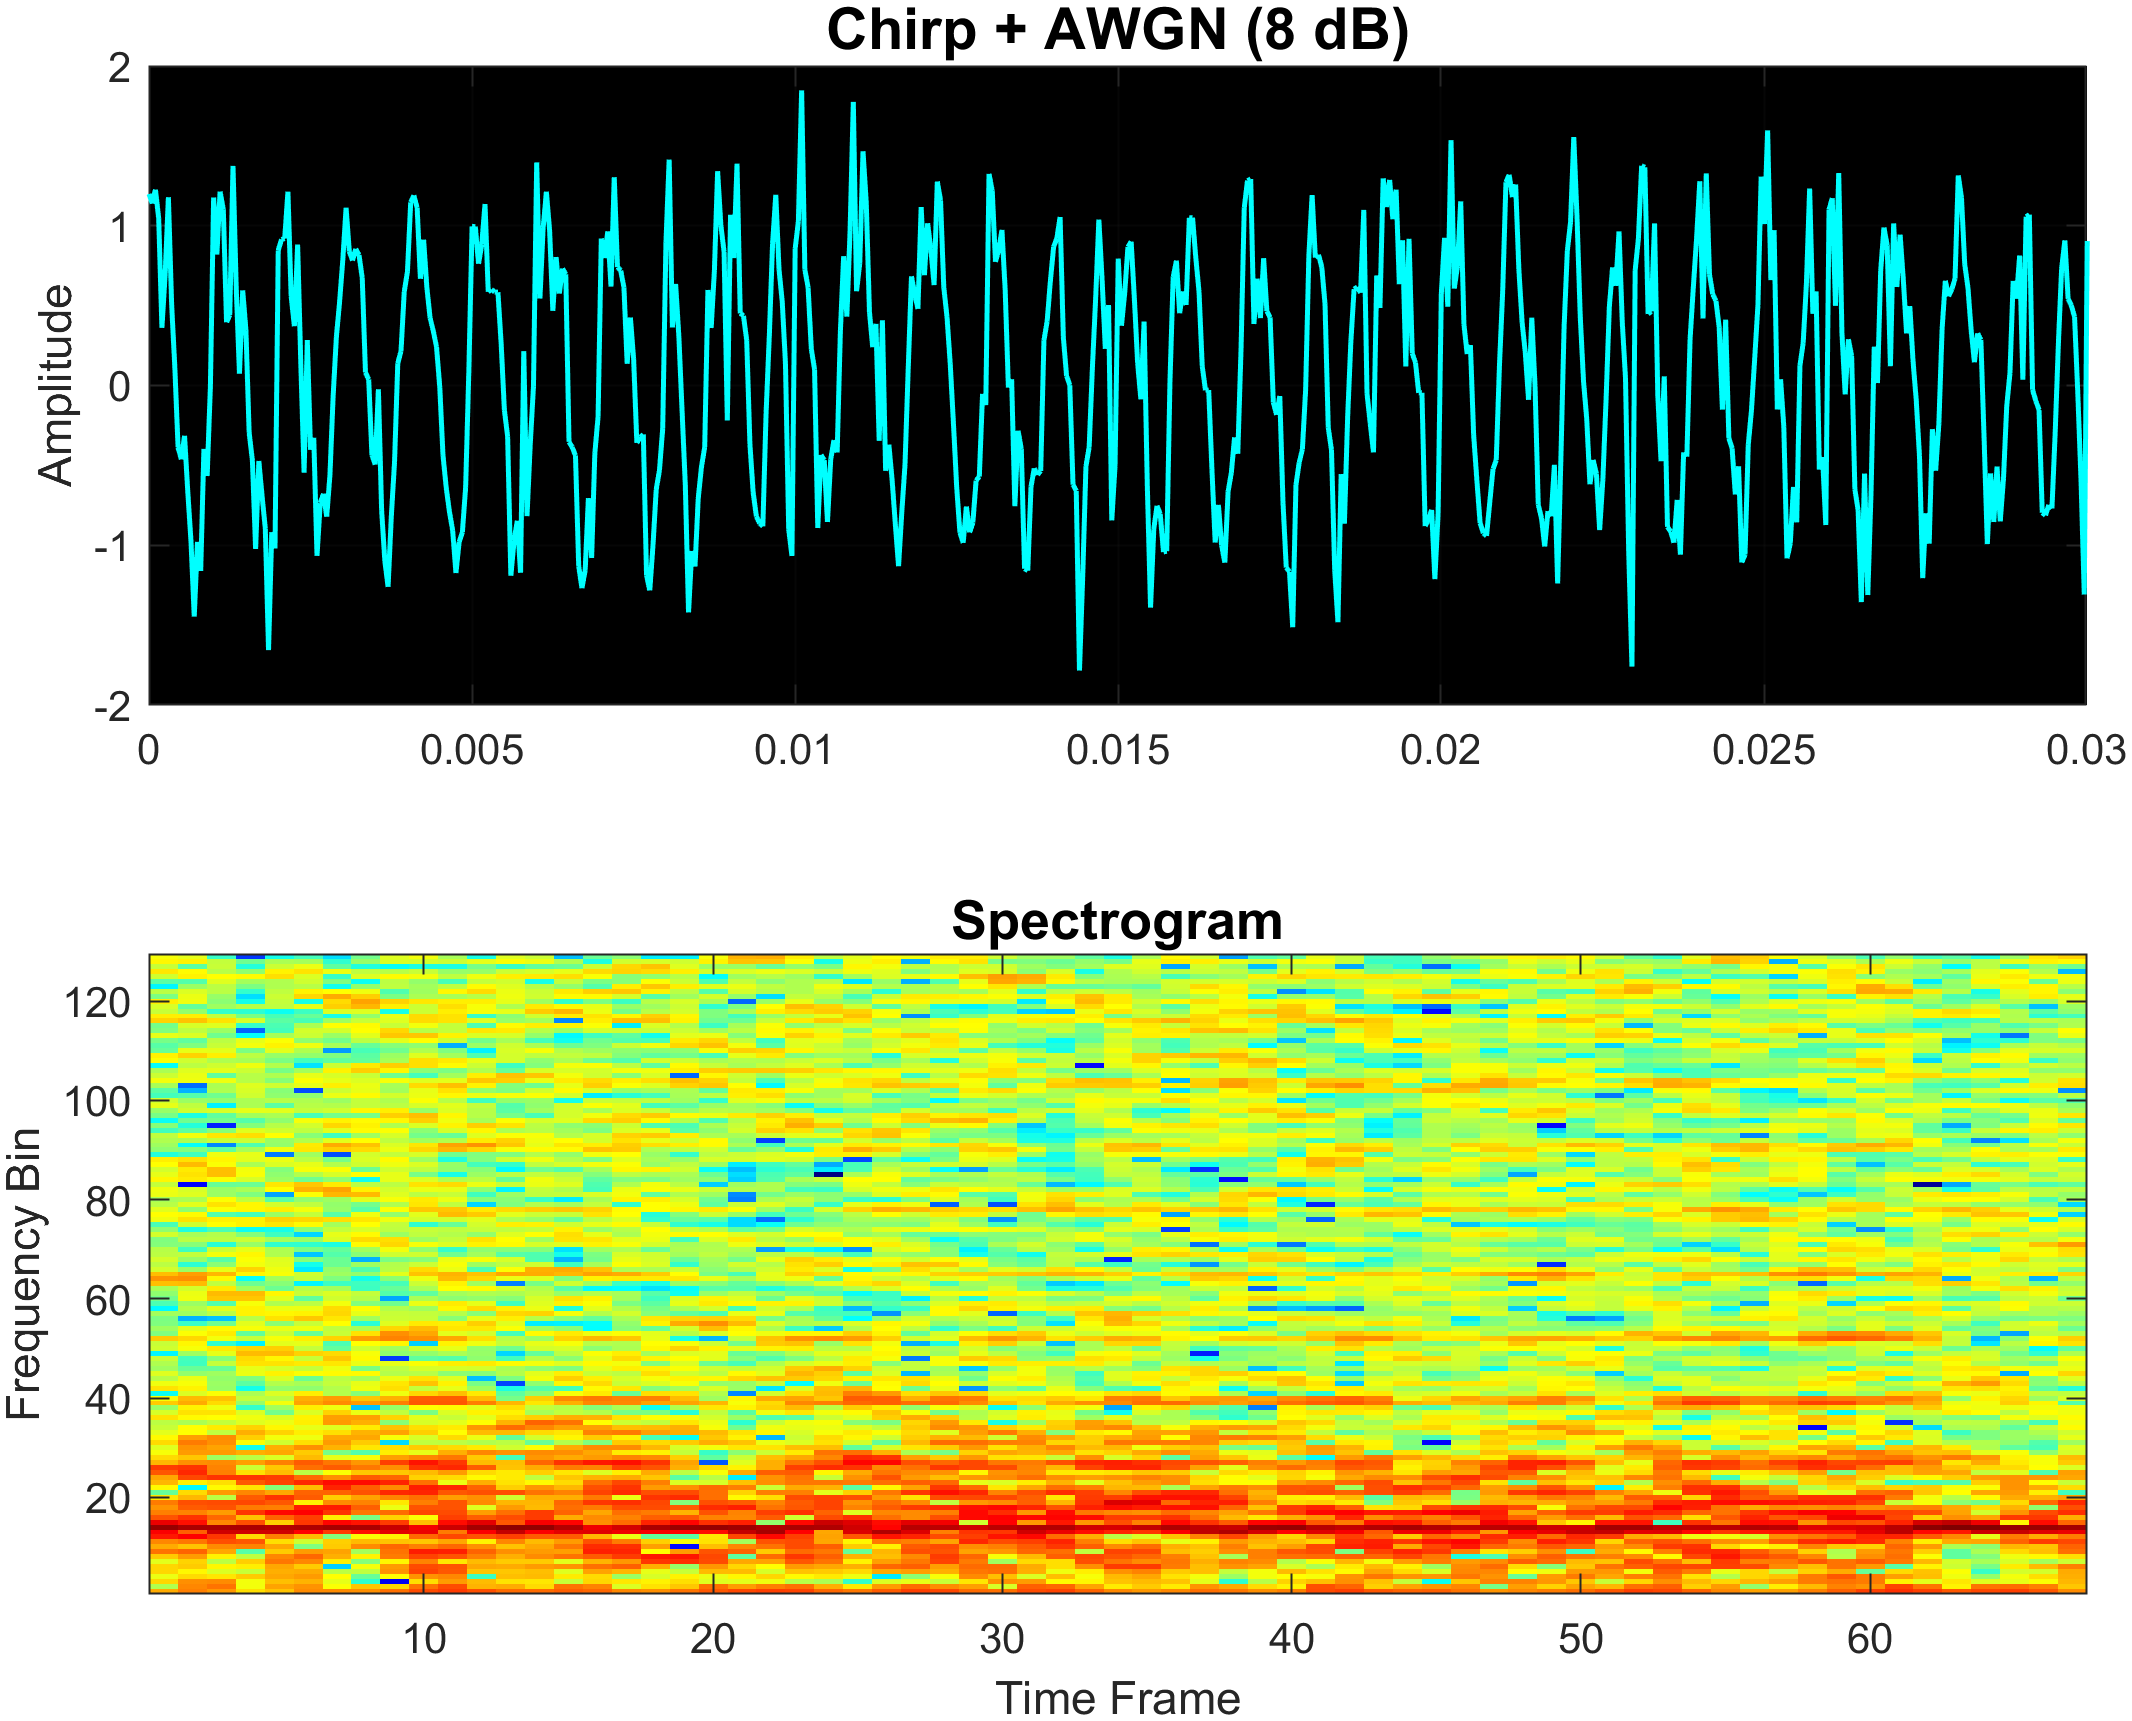 Chirp + AWGN (8 dB)
2
1
0
-1
-2
Amplitude
0 0.005 0.01 0.015 0.02 0.025 0.03
Spectrogram
120
100
80
60
40
20
Frequency Bin
10 20 30 40 50 60
Time Frame